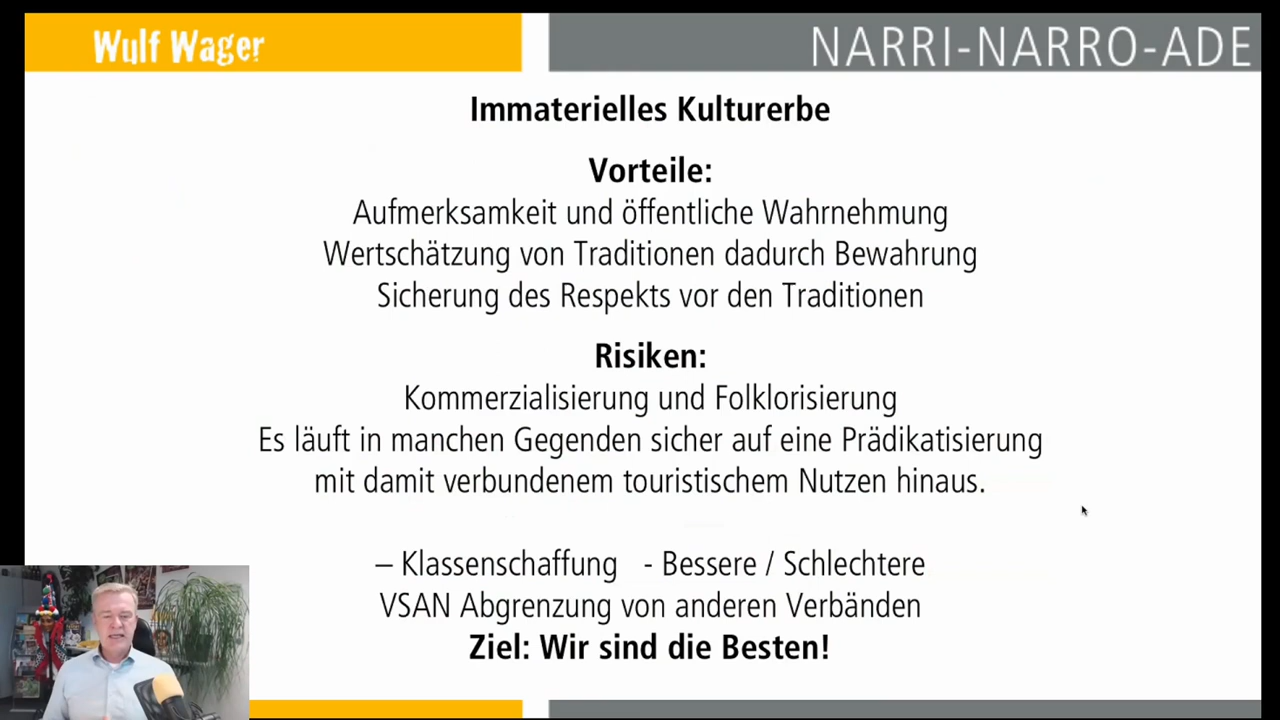 Wulf Wager
NARRI-NARRO-ADE
Immaterielles Kulturerbe
Vorteile:
Aufmerksamkeit und öffentliche Wahrnehmung
Wertschätzung von Traditionen dadurch Bewahrung
Sicherung des Respekts vor den Traditionen
Risiken:
Kommerzialisierung und Folklorisierung
Es läuft in manchen Gegenden sicher auf eine Prädikatisierung
mit damit verbundenem touristischem Nutzen hinaus.
– Klassenschaffung - Bessere / Schlechtere
VSAN Abgrenzung von anderen Verbänden
Ziel: Wir sind die Besten!